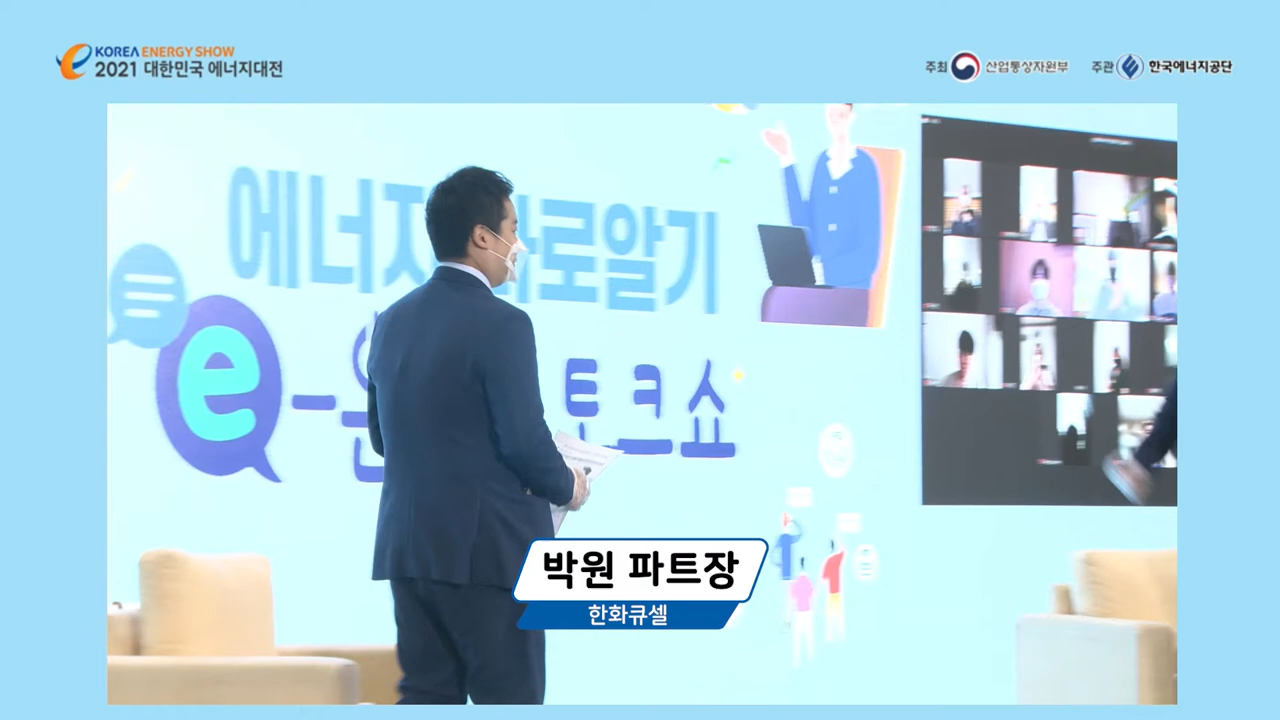 KOREA ENERGY SHOW
2021 대한민국 에너지대전
주최 산업통상자원부 주관 한국에너지공단
에너지 바로알기
e-
토크쇼
박원 파트장
한화큐셀